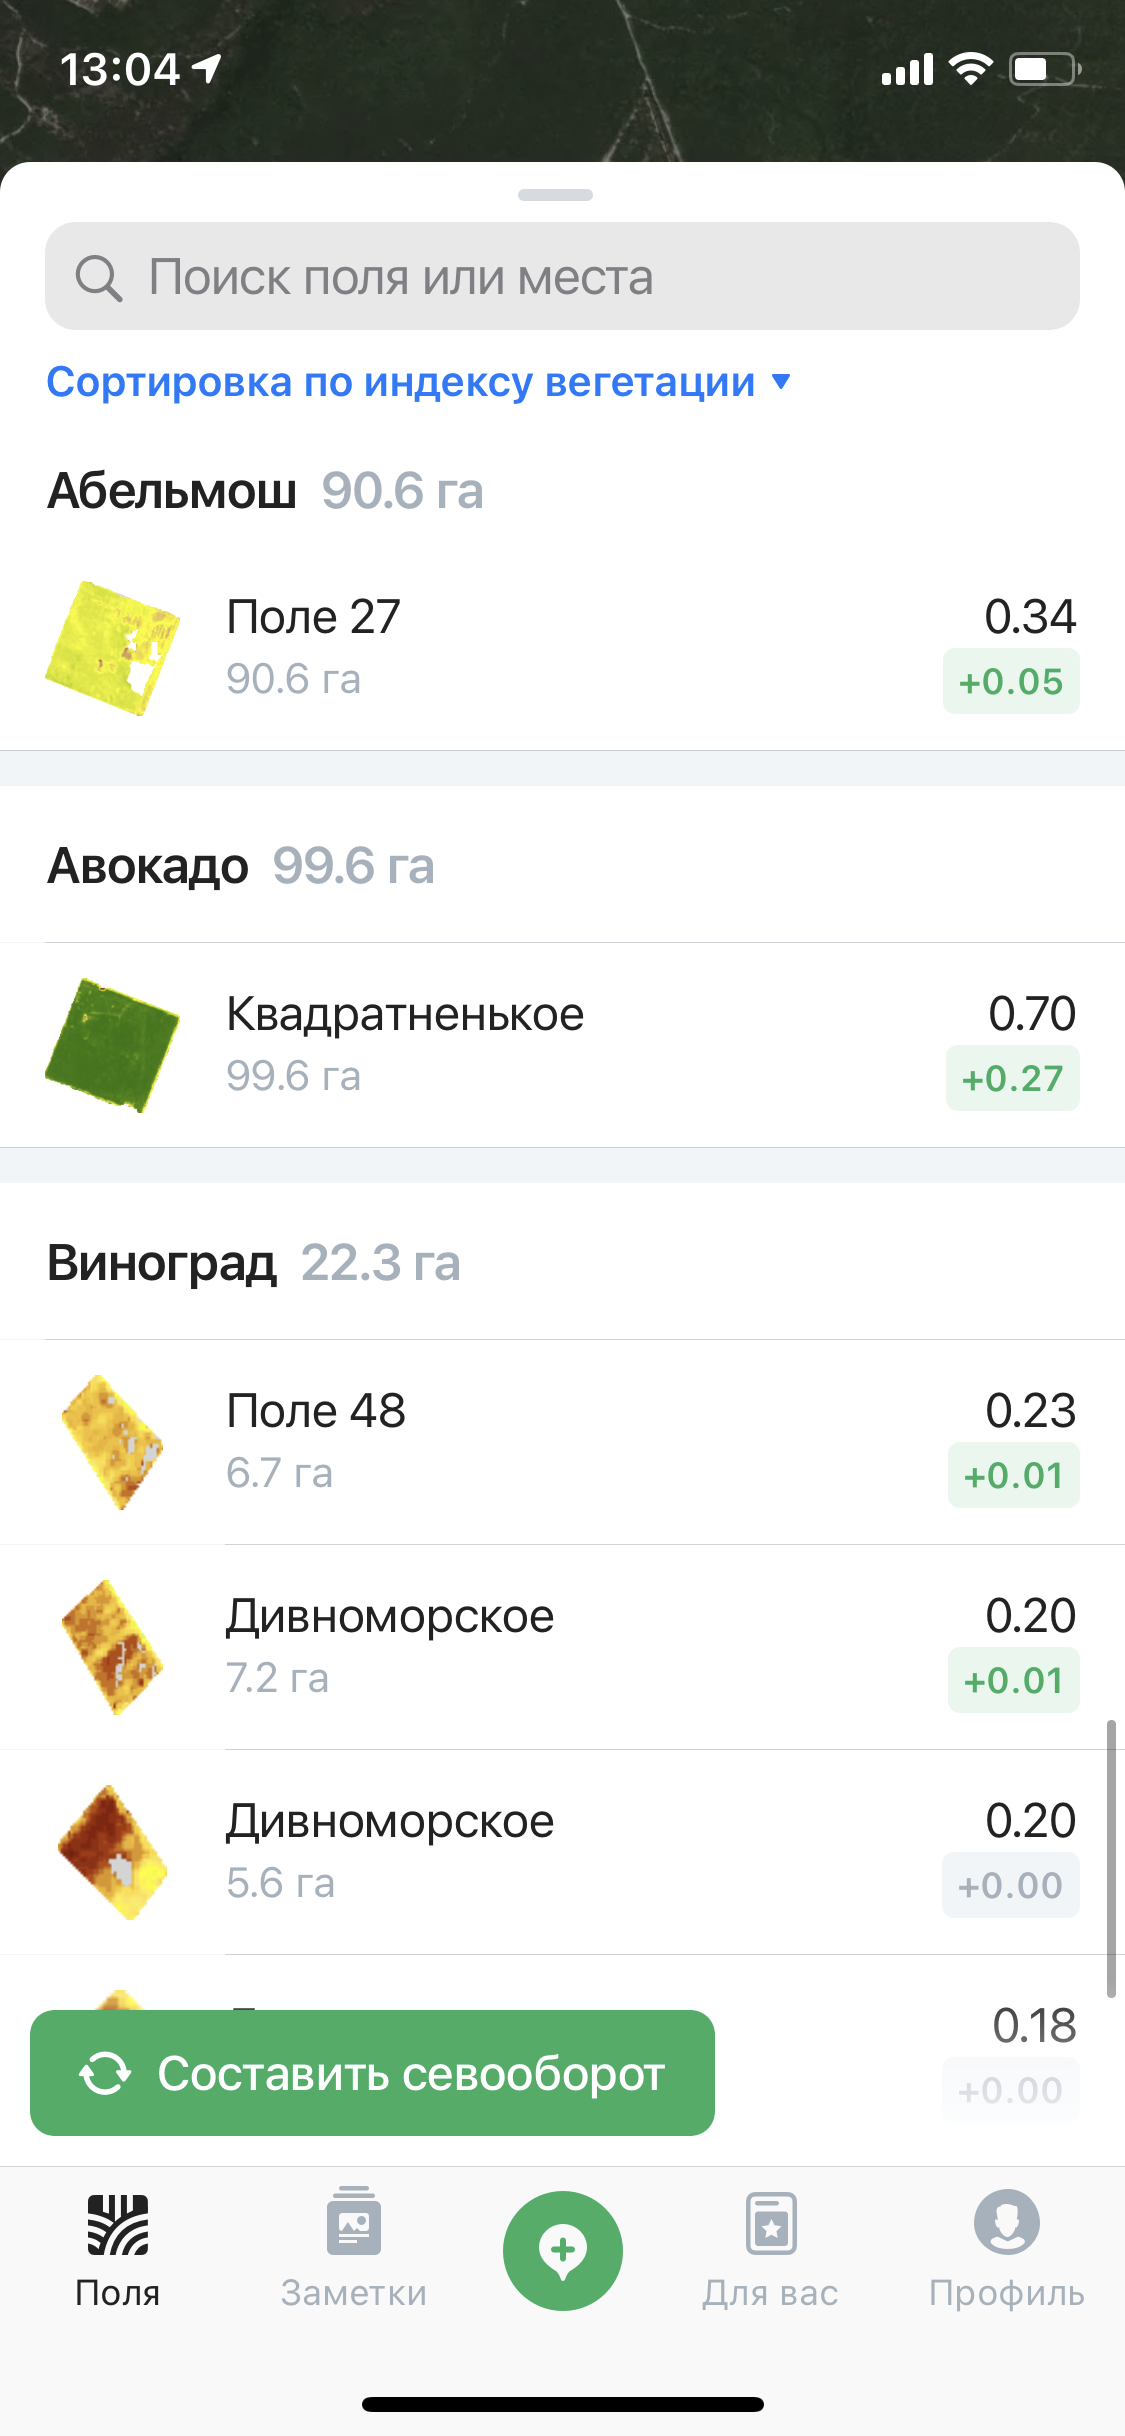 13:04
Поиск поля или места
Сортировка по индексу вегетации
Абельмош 90.6 га
Поле 27 0.34
90.6 га +0.05
Авокадо 99.6 га
Квадратненькое 0.70
99.6 га +0.27
Виноград 22.3 га
Поле 48 0.23
6.7 га +0.01
Дивноморское 0.20
7.2 га +0.01
Дивноморское 0.20
5.6 га +0.00
0.18
Составить севооборот +0.00
Поля Заметки Для вас Профиль